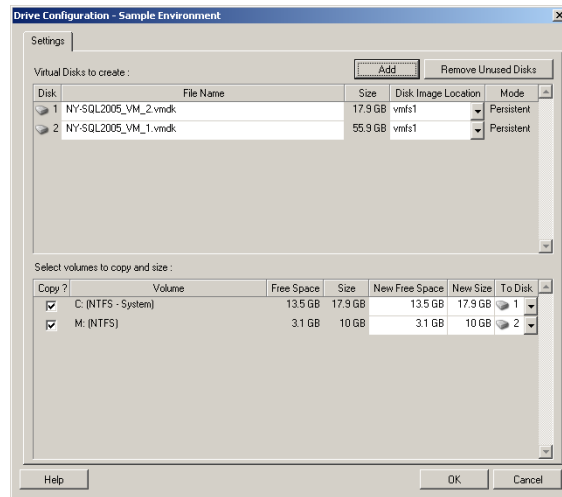 Drive Configuration - Sample Environment
Settings
Virtual Disks to create :
Add
Remove Unused Disks
Disk File Name Size Disk Image Location Mode
1 NY-SQL2005_VM_2.vmdk 17.9 GB vmfs1 Persistent
2 NY-SQL2005_VM_1.vmdk 55.9 GB vmfs1 Persistent
Select volumes to copy and size :
Copy ? Volume Free Space Size New Free Space New Size To Disk
C: (NTFS - System) 13.5 GB 17.9 GB 13.5 GB 17.9 GB 1
M: (NTFS) 3.1 GB 10 GB 3.1 GB 10 GB 2
Help
OK
Cancel